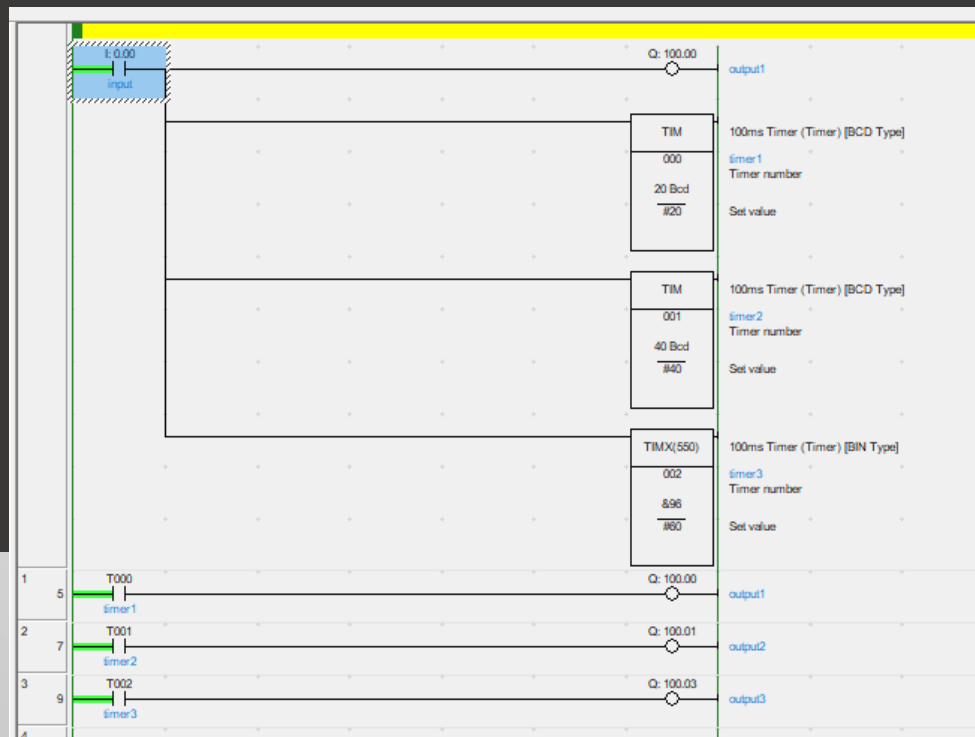 I: 0.00
input
Q: 100.00
output1
TIM
100ms Timer (Timer) [BCD Type]
000
timer1
Timer number
20 Bcd
#20
Set value
TIM
100ms Timer (Timer) [BCD Type]
001
timer2
Timer number
40 Bcd
#40
Set value
TIMX(550)
100ms Timer (Timer) [BIN Type]
002
timer3
Timer number
&96
#60
Set value
1
5
T000
timer1
Q: 100.00
output1
2
7
T001
timer2
Q: 100.01
output2
3
9
T002
timer3
Q: 100.03
output3
4